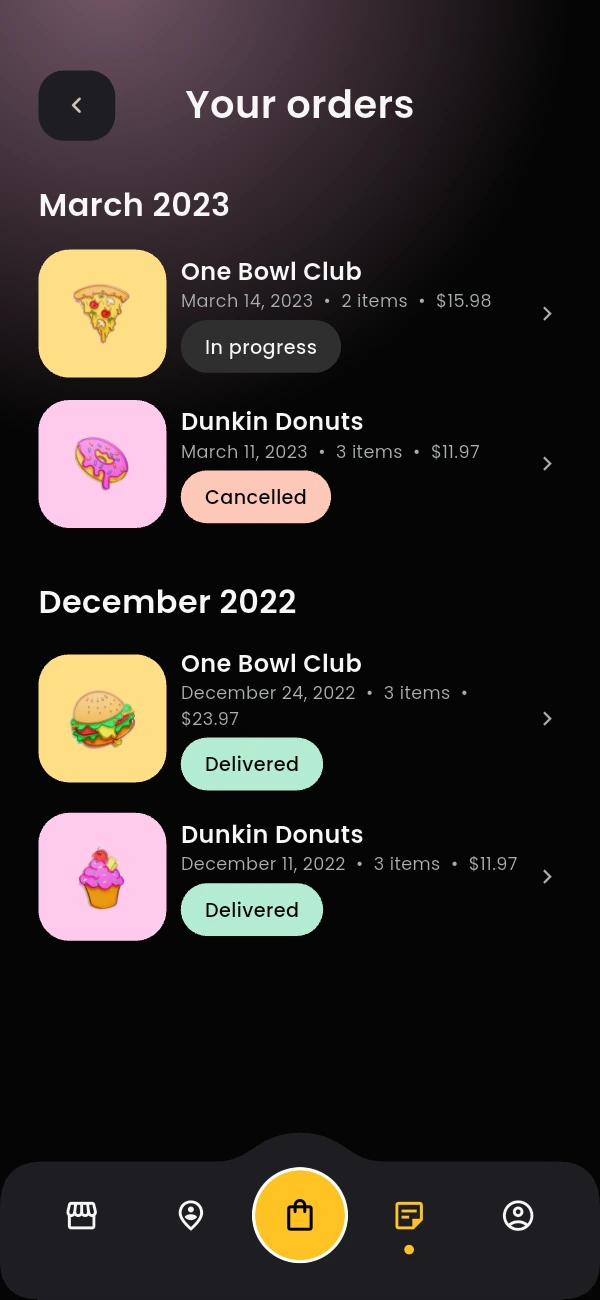 Your orders
March 2023
One Bowl Club
March 14, 2023 • 2 items • $15.98
In progress
Dunkin Donuts
March 11, 2023 • 3 items • $11.97
Cancelled
December 2022
One Bowl Club
December 24, 2022 • 3 items •
$23.97
Delivered
Dunkin Donuts
December 11, 2022 • 3 items • $11.97
Delivered